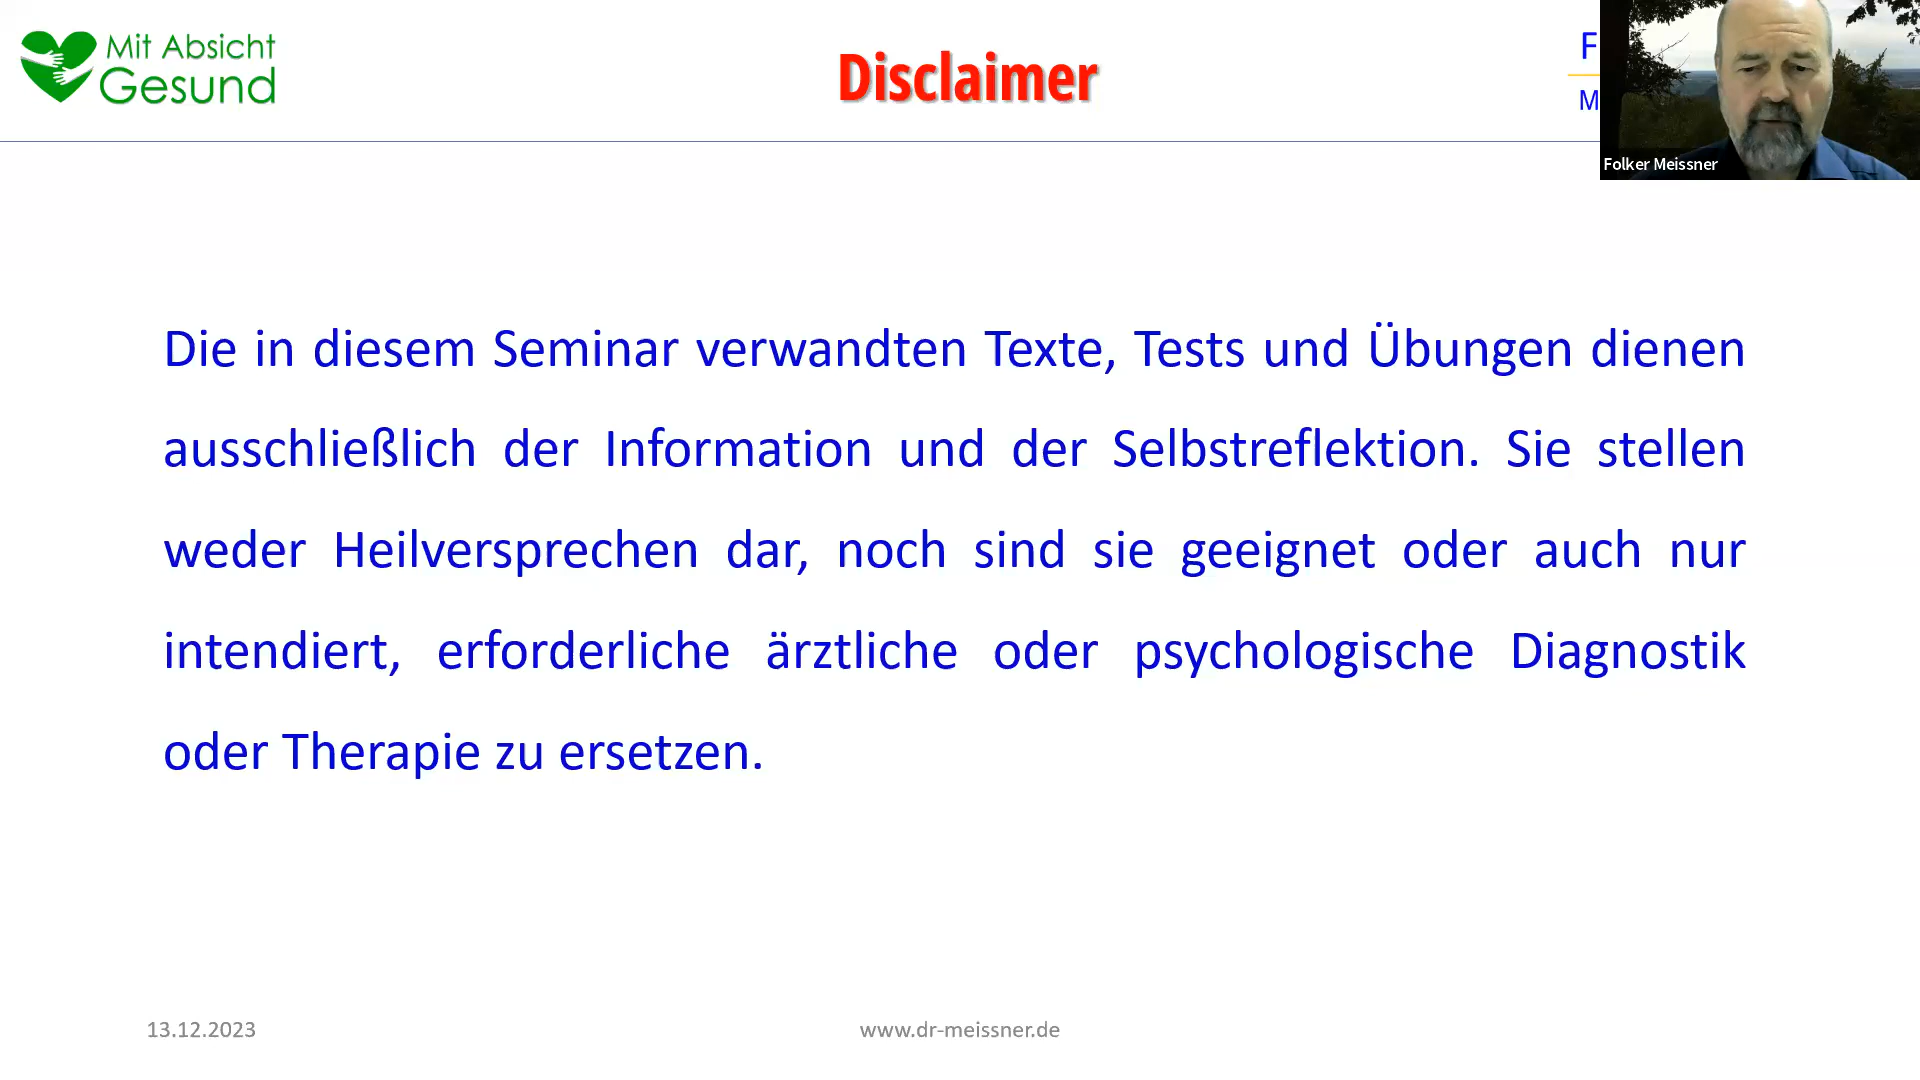 Mit Absicht
Gesund
Disclaimer
F
M
Folker Meissner
Die in diesem Seminar verwandten Texte, Tests und Übungen dienen
ausschließlich der Information und der Selbstreflektion. Sie stellen
weder Heilversprechen dar, noch sind sie geeignet oder auch nur
intendiert, erforderliche ärztliche oder psychologische Diagnostik
oder Therapie zu ersetzen.
13.12.2023
www.dr-meissner.de